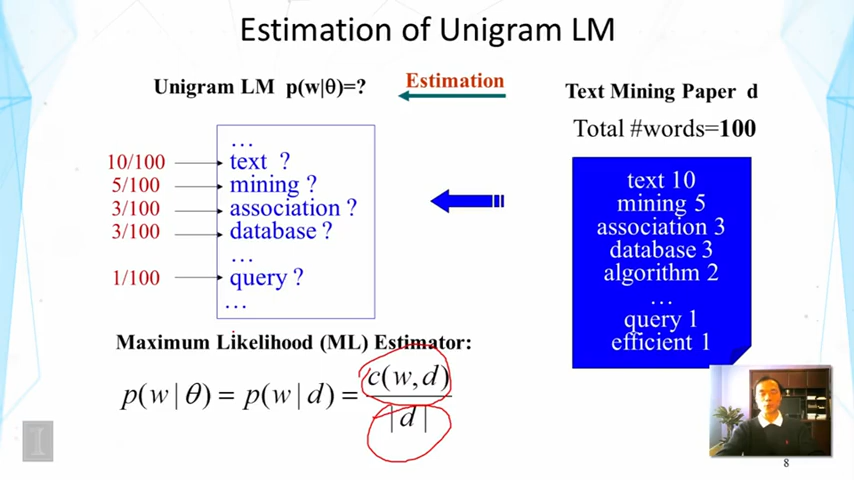 Estimation of Unigram LM
Unigram LM p(w|θ)=?
Estimation
Text Mining Paper d
Total #words=100
…
10/100 text ?
5/100 mining ?
3/100 association ?
3/100 database ?
…
1/100 query ?
…
text 10
mining 5
association 3
database 3
algorithm 2
…
query 1
efficient 1
Maximum Likelihood (ML) Estimator:
p(w | θ) = p(w | d) = c(w,d) / | d |
I
8